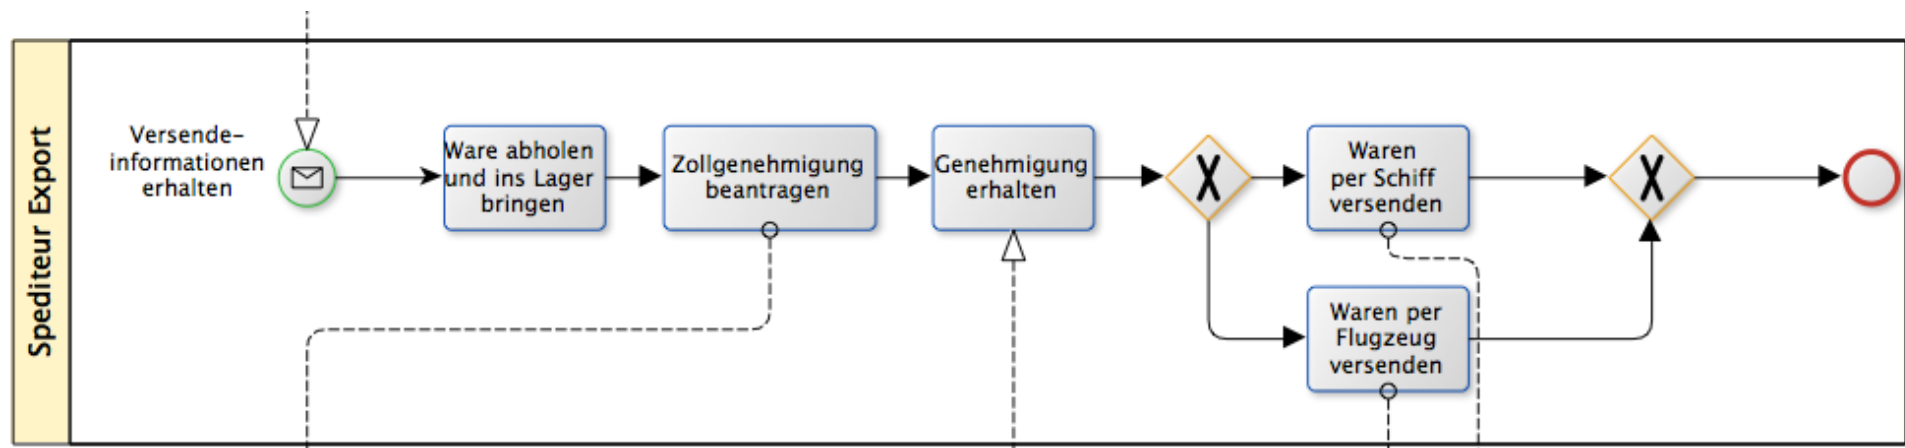 Spediteur Export
Versende-
informationen
erhalten
Ware abholen
und ins Lager
bringen
Zollgenehmigung
beantragen
Genehmigung
erhalten
Waren
per Schiff
versenden
Waren per
Flugzeug
versenden